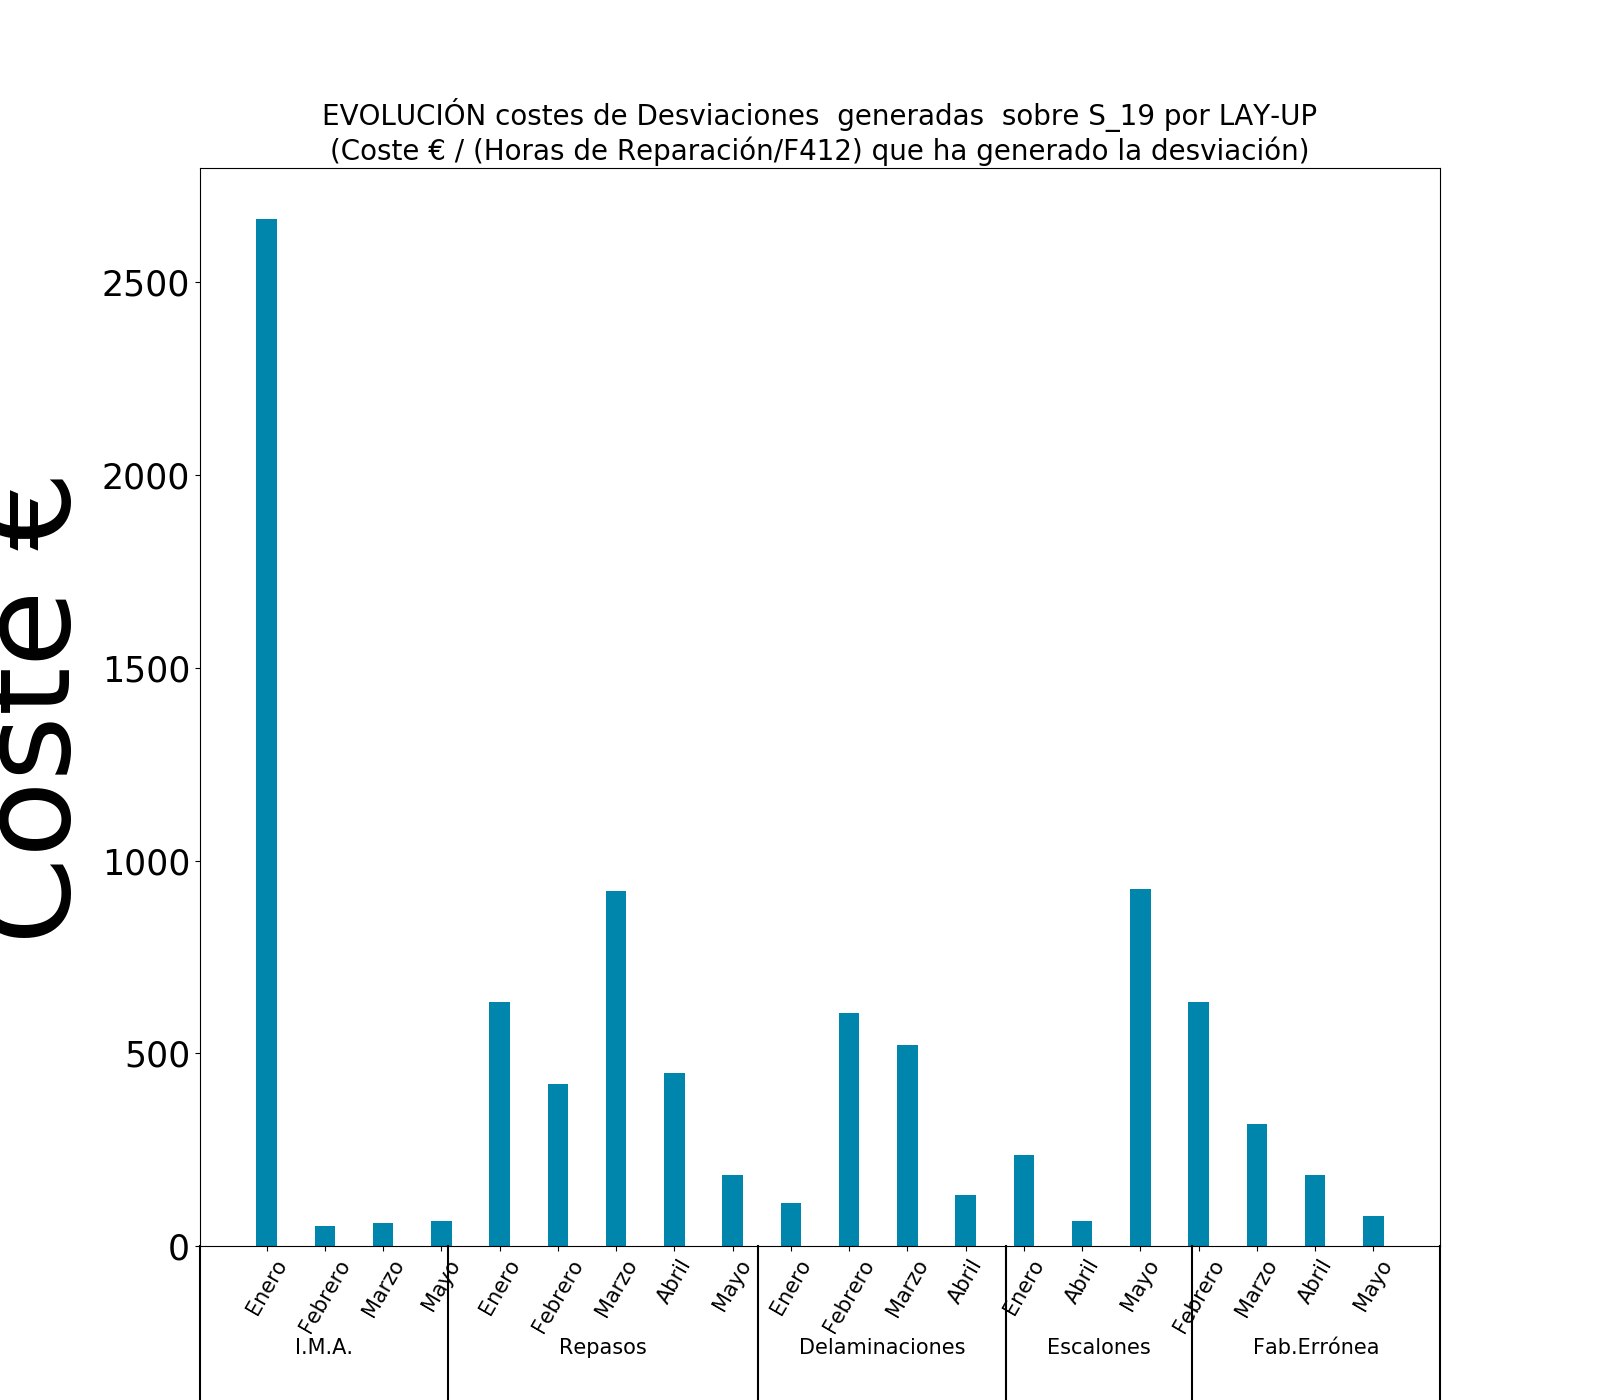 EVOLUCIÓN costes de Desviaciones  generadas  sobre S_19 por LAY-UP
(Coste € / (Horas de Reparación/F412) que ha generado la desviación)
Coste €
2500
2000
1500
1000
500
0
Enero Febrero Marzo Mayo Enero Febrero Marzo Abril Mayo Enero Febrero Marzo Abril Enero Abril Mayo Febrero Marzo Abril Mayo
I.M.A. Repasos Delaminaciones Escalones Fab.Errónea